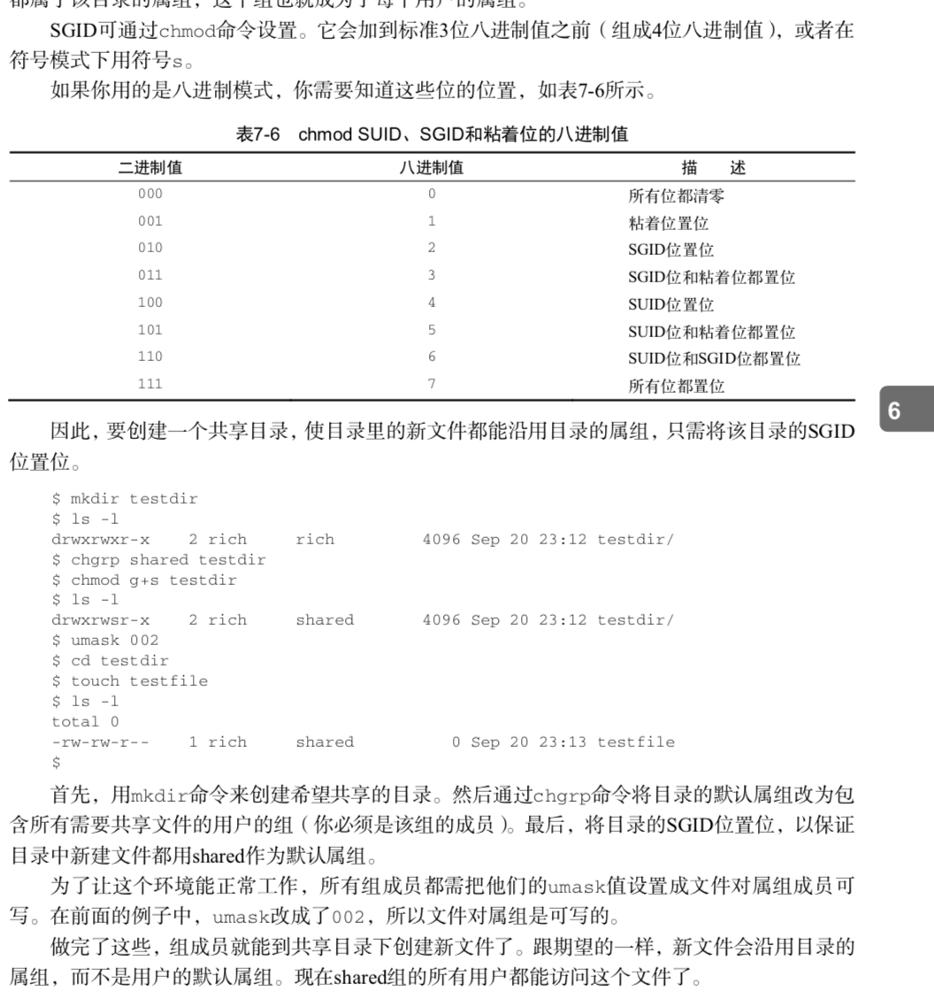 都属于该目录的属组，这个组也就成为了每个用户的属组。
SGID可通过chmod命令设置。它会加到标准3位八进制值之前（组成4位八进制值），或者在
符号模式下用符号s。
如果你用的是八进制模式，你需要知道这些位的位置，如表7-6所示。
表7-6 chmod SUID、SGID和粘着位的八进制值
二进制值 八进制值 描 述
000 0 所有位都清零
001 1 粘着位置位
010 2 SGID位置位
011 3 SGID位和粘着位都置位
100 4 SUID位置位
101 5 SUID位和粘着位都置位
110 6 SUID位和SGID位都置位
111 7 所有位都置位
6
因此，要创建一个共享目录，使目录里的新文件都能沿用目录的属组，只需将该目录的SGID
位置位。
$ mkdir testdir
$ ls -l
drwxrwxr-x 2 rich rich 4096 Sep 20 23:12 testdir/
$ chgrp shared testdir
$ chmod g+s testdir
$ ls -l
drwxrwsr-x 2 rich shared 4096 Sep 20 23:12 testdir/
$ umask 002
$ cd testdir
$ touch testfile
$ ls -l
total 0
-rw-rw-r-- 1 rich shared 0 Sep 20 23:13 testfile
$
首先，用mkdir命令来创建希望共享的目录。然后通过chgrp命令将目录的默认属组改为包
含所有需要共享文件的用户的组（你必须是该组的成员）。最后，将目录的SGID位置位，以保证
目录中新建文件都用shared作为默认属组。
为了让这个环境能正常工作，所有组成员都需把他们的umask值设置成文件对属组成员可
写。在前面的例子中，umask改成了002，所以文件对属组是可写的。
做完了这些，组成员就能到共享目录下创建新文件了。跟期望的一样，新文件会沿用目录的
属组，而不是用户的默认属组。现在shared组的所有用户都能访问这个文件了。